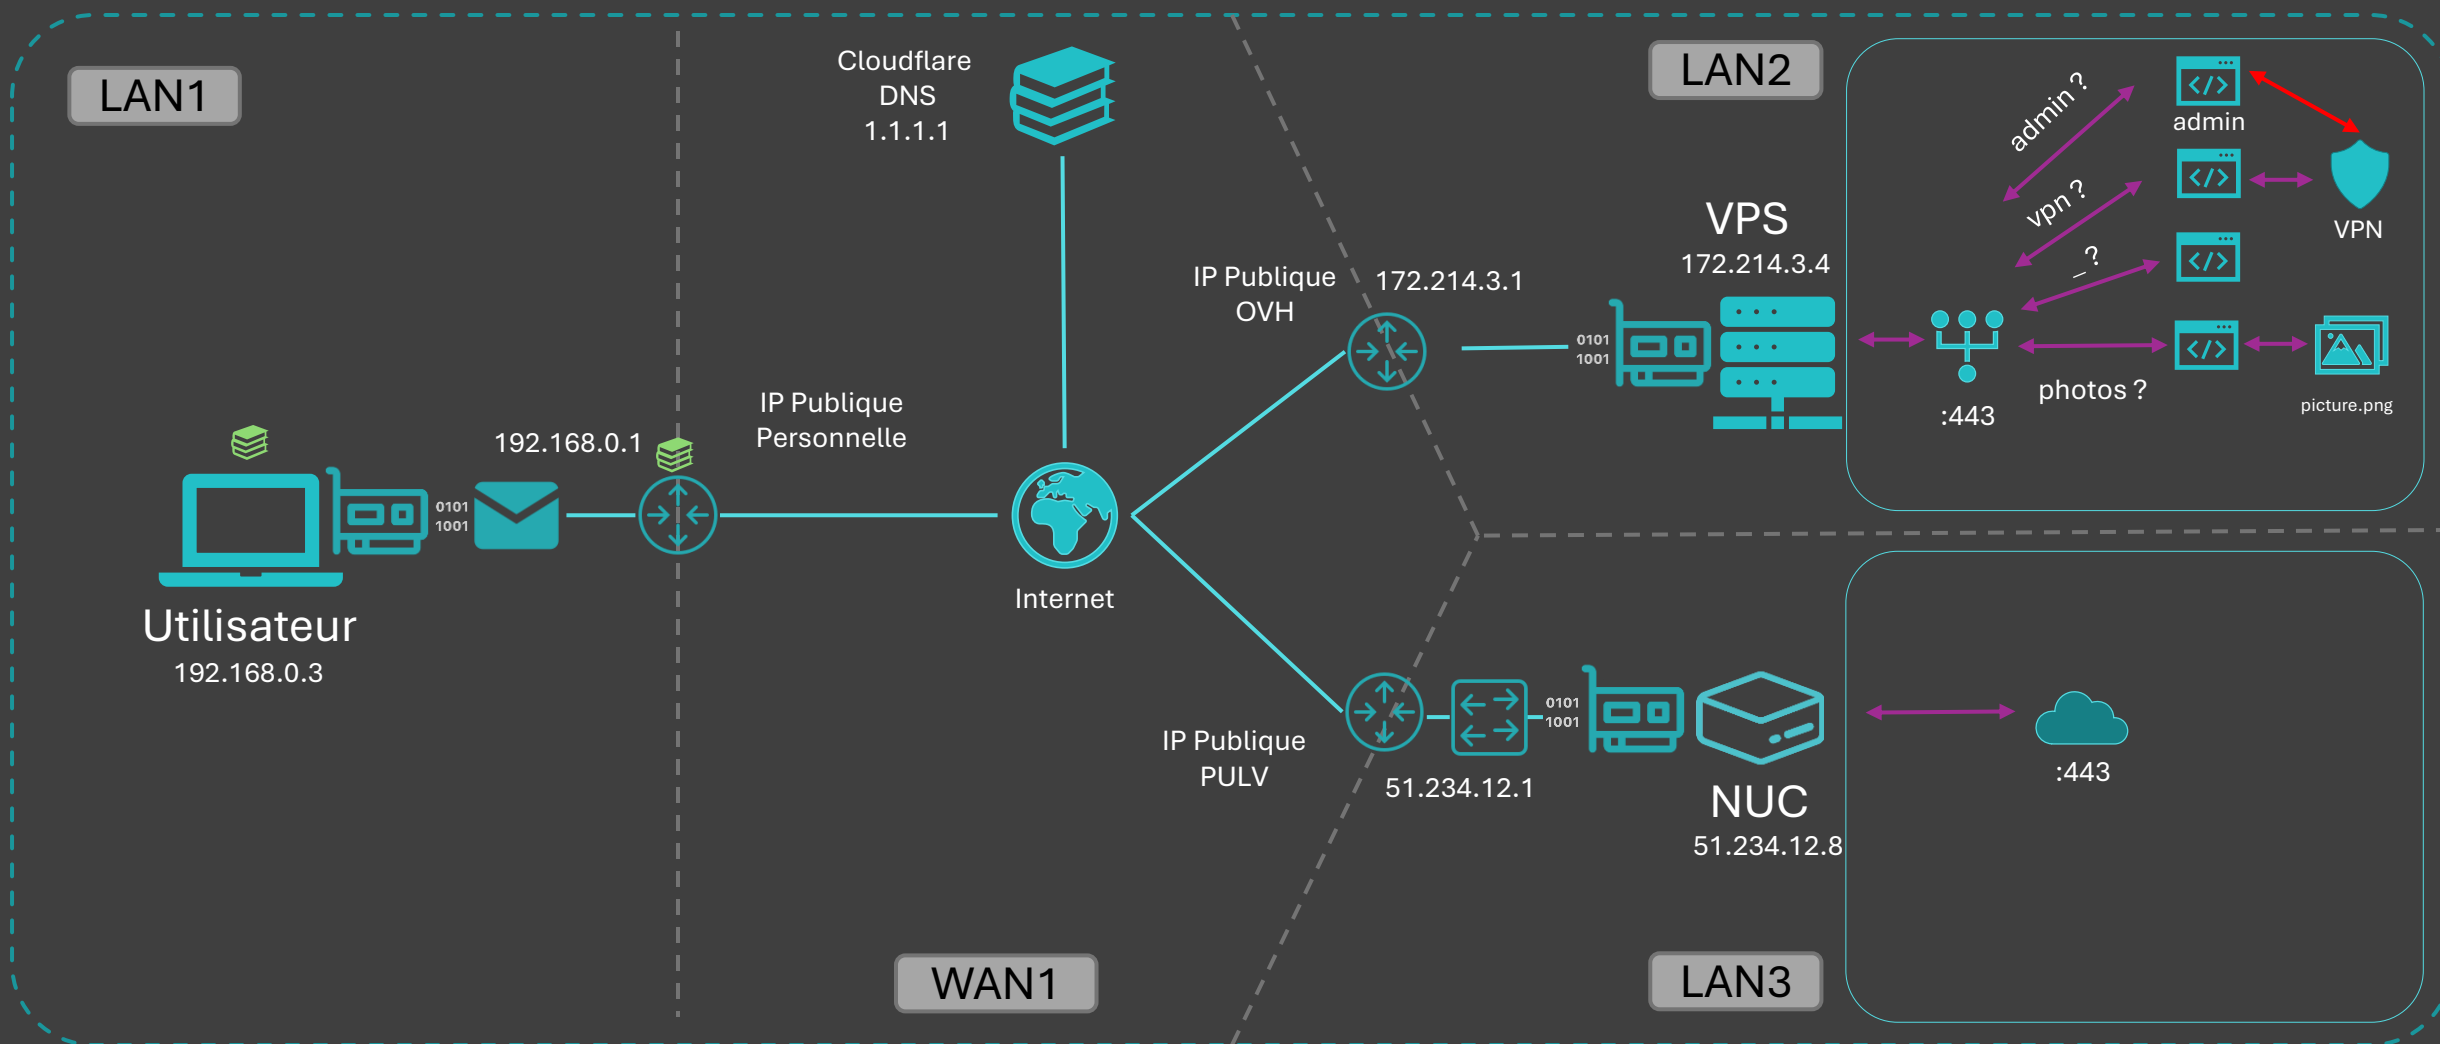 LAN1
Cloudflare
DNS
1.1.1.1
LAN2
admin ?
admin
vpn ?
VPN
_ ?
VPS
172.214.3.4
IP Publique
OVH
172.214.3.1
0101
1001
:443
photos ?
picture.png
192.168.0.1
IP Publique
Personnelle
0101
1001
Utilisateur
192.168.0.3
Internet
IP Publique
PULV
51.234.12.1
0101
1001
NUC
51.234.12.8
:443
WAN1
LAN3